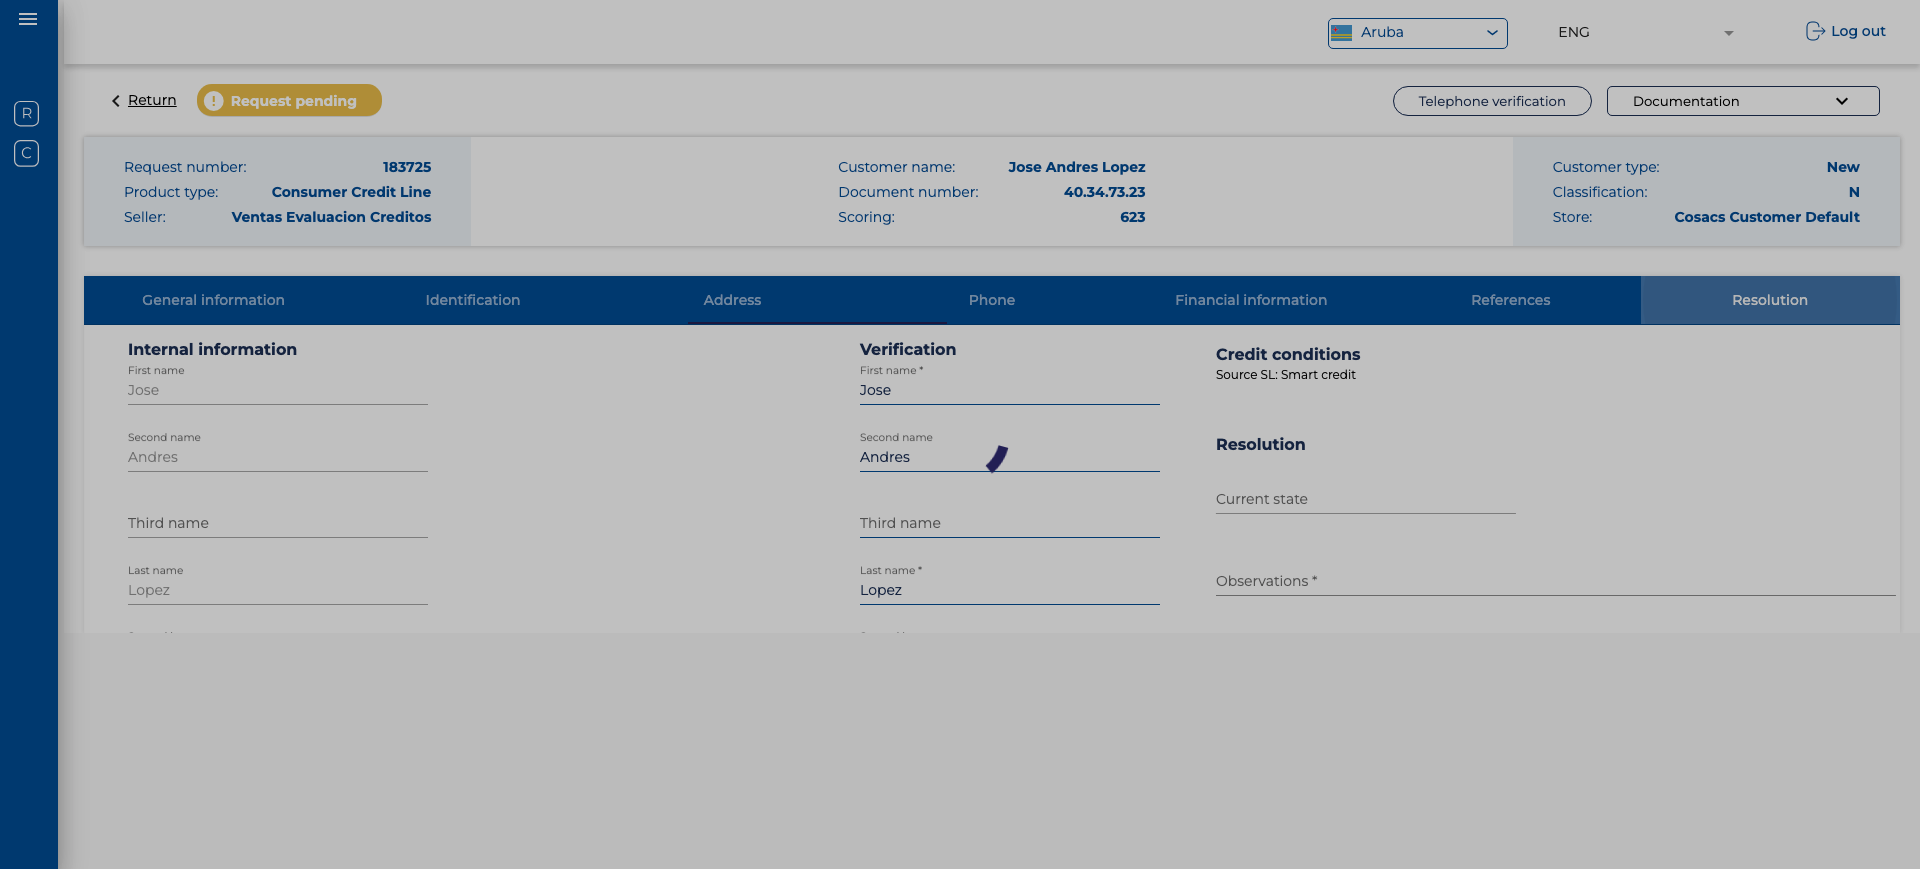 Aruba
ENG
Log out
R
C
Return
! Request pending
Telephone verification
Documentation
Request number: 183725
Product type: Consumer Credit Line
Seller: Ventas Evaluacion Creditos
Customer name: Jose Andres Lopez
Document number: 40.34.73.23
Scoring: 623
Customer type: New
Classification: N
Store: Cosacs Customer Default
General information
Identification
Address
Phone
Financial information
References
Resolution
Internal information
First name
Jose
Second name
Andres
Third name
Last name
Lopez
Verification
First name *
Jose
Second name
Andres
Third name
Last name *
Lopez
Credit conditions
Source SL: Smart credit
Resolution
Current state
Observations *